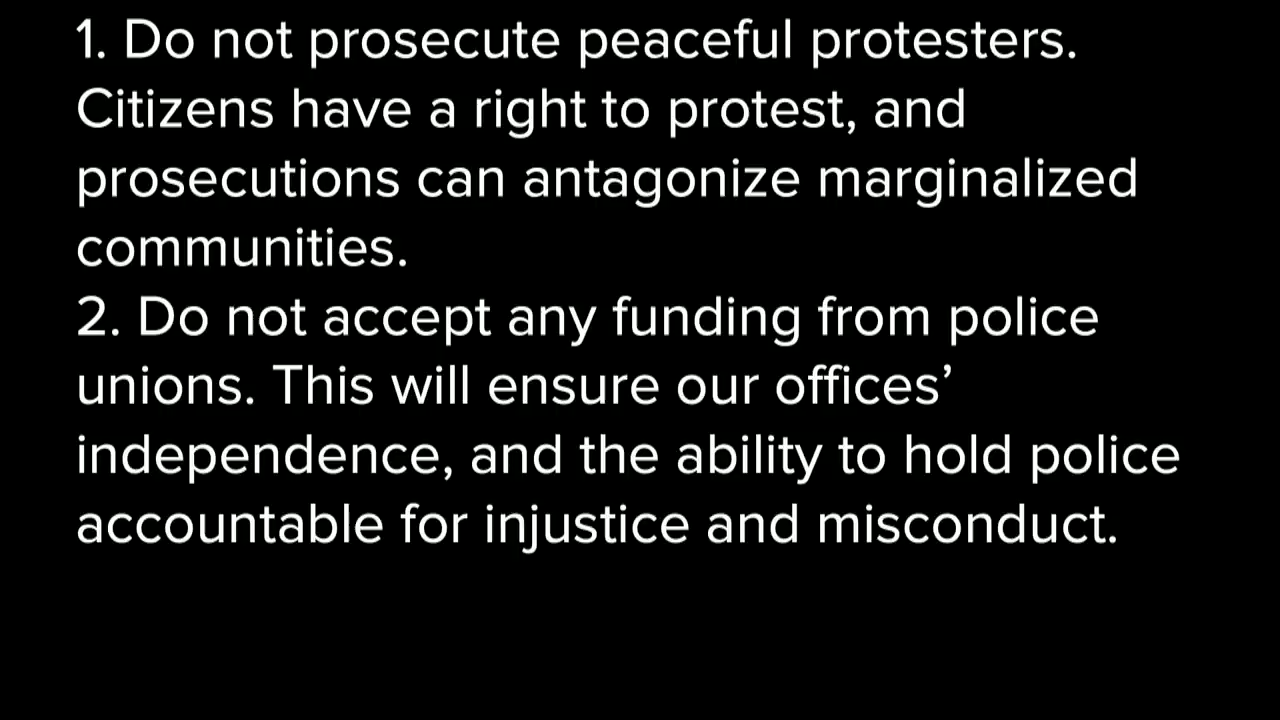 1. Do not prosecute peaceful protesters.
Citizens have a right to protest, and
prosecutions can antagonize marginalized
communities.
2. Do not accept any funding from police
unions. This will ensure our offices’
independence, and the ability to hold police
accountable for injustice and misconduct.